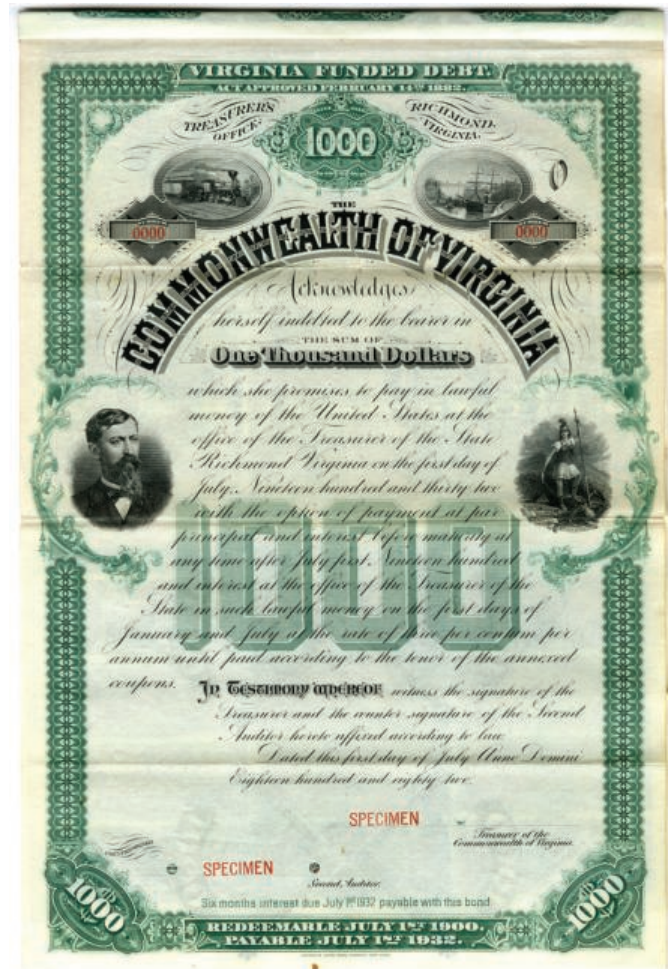 VIRGINIA FUNDED DEBT.
ACT APPROVED FEBRUARY 14TH 1882.
TREASURER'S OFFICE:
1000
RICHMOND, VIRGINIA.
0000
0000
THE
COMMONWEALTH OF VIRGINIA
Acknowledges
herself indebted to the bearer in
THE SUM OF
One Thousand Dollars
which she promises to pay in lawful
money of the United States at the
office of the Treasurer of the State
Richmond Virginia on the first day of
July, Nineteen hundred and thirty two
with the option of payment at par
principal and interest before maturity at
any time after July first, Nineteen hundred
and interest at the office of the Treasurer of the
State in such lawful money on the first days of
January and July at the rate of three per centum per
annum until paid according to the tenor of the annexed
coupons. In Testimony Whereof witness the signature of the
Treasurer and the counter signature of the Second
Auditor hereto affixed according to law.
Dated this first day of July Anno Domini
Eighteen hundred and eighty two.
1000
SPECIMEN
Treasurer of the
Commonwealth of Virginia.
SPECIMEN
Second Auditor.
Six months interest due July 1st 1932 payable with this bond
1000
1000
REDEEMABLE JULY 1ST 1900.
PAYABLE JULY 1ST 1932.